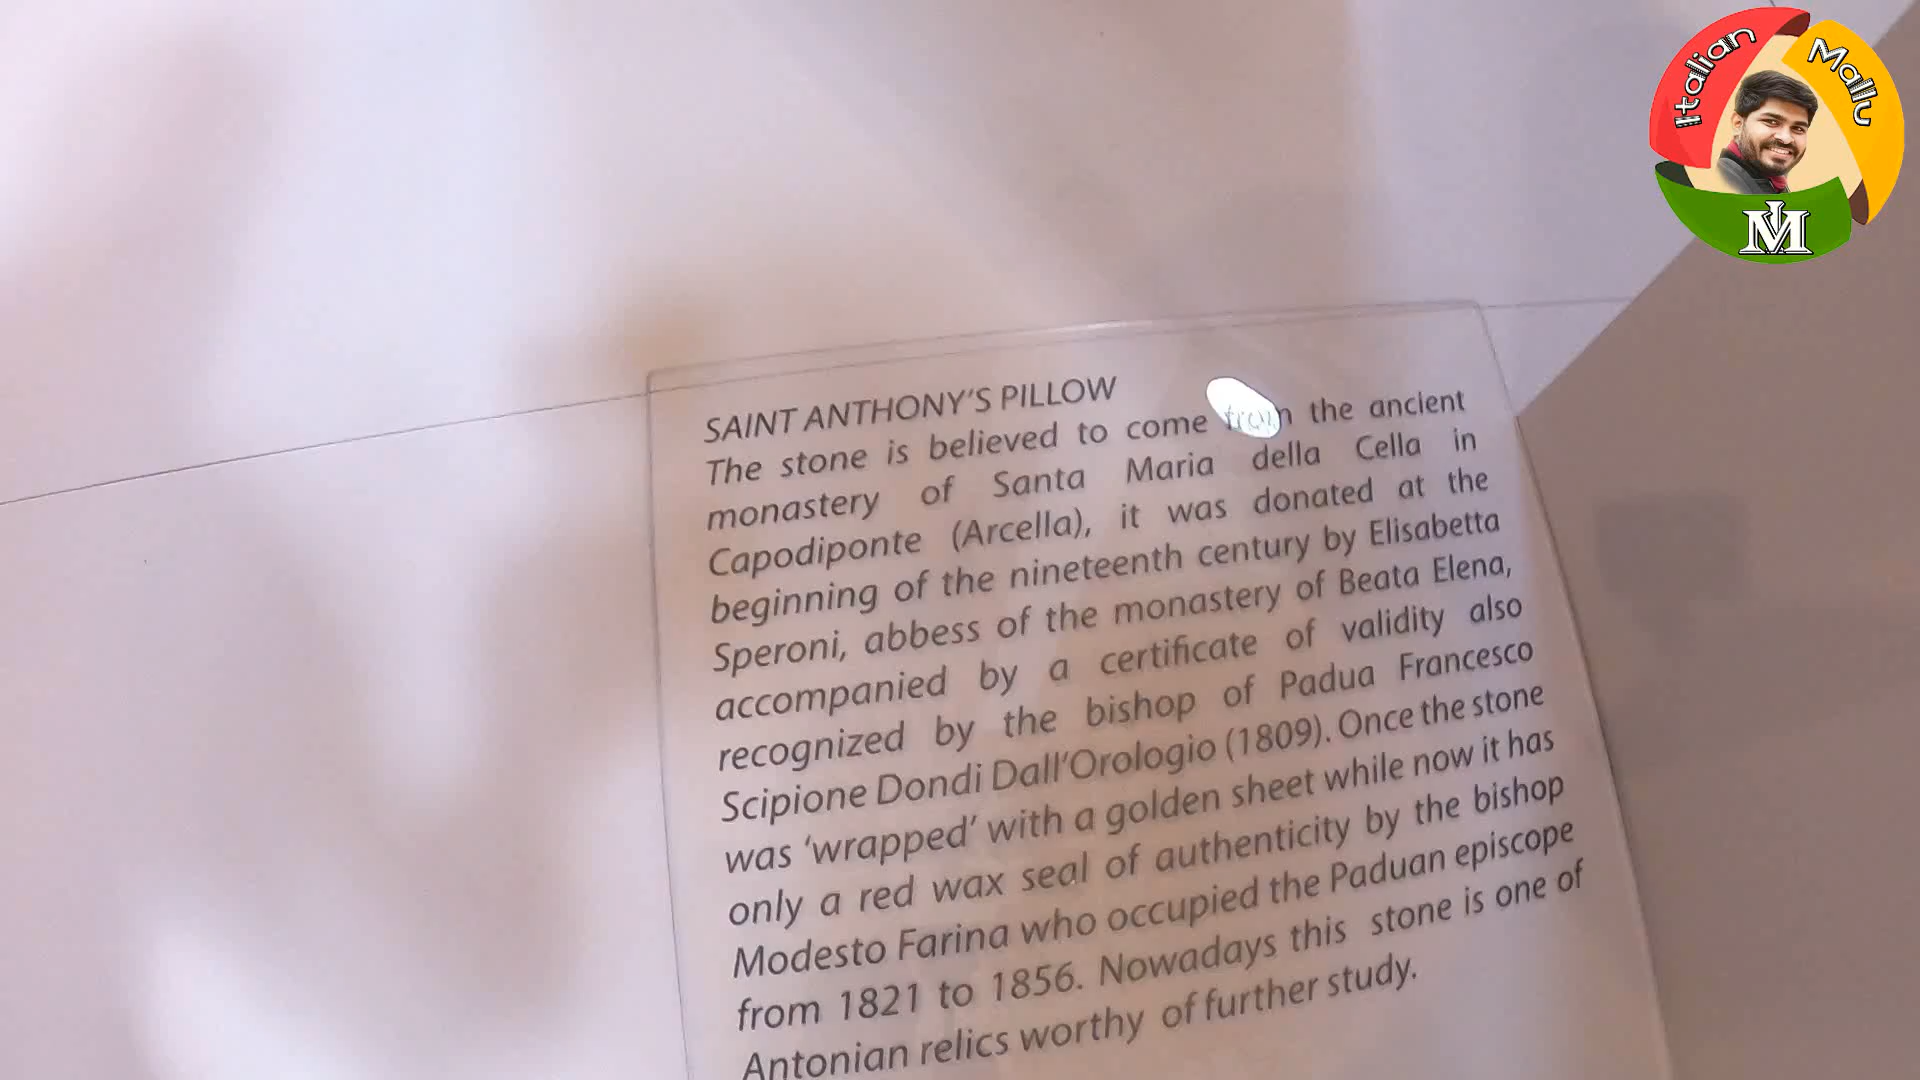 Italian Mallu
IM
SAINT ANTHONY'S PILLOW
The stone is believed to come from the ancient
monastery of Santa Maria della Cella in
Capodiponte (Arcella), it was donated at the
beginning of the nineteenth century by Elisabetta
Speroni, abbess of the monastery of Beata Elena,
accompanied by a certificate of validity also
recognized by the bishop of Padua Francesco
Scipione Dondi Dall'Orologio (1809). Once the stone
was 'wrapped' with a golden sheet while now it has
only a red wax seal of authenticity by the bishop
Modesto Farina who occupied the Paduan episcope
from 1821 to 1856. Nowadays this stone is one of
Antonian relics worthy of further study.